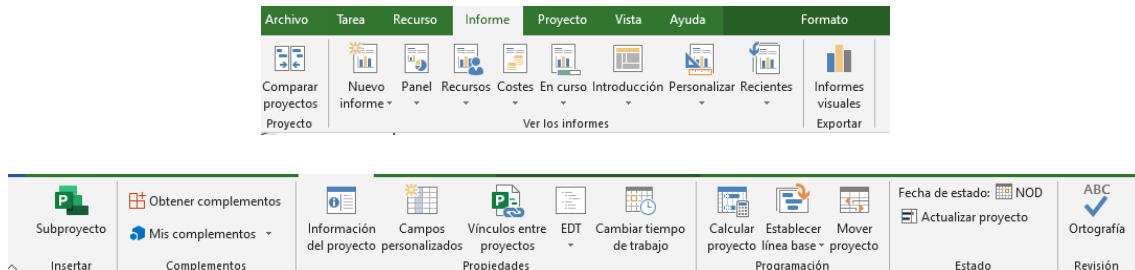 Archivo Tarea Recurso Informe Proyecto Vista Ayuda Formato
Comparar Nuevo Panel Recursos Costes En curso Introducción Personalizar Recientes Informes
proyectos informe visuales
Proyecto Ver los informes Exportar
Subproyecto
Obtener complementos
Mis complementos
Información Campos Vínculos entre EDT Cambiar tiempo
del proyecto personalizados proyectos de trabajo
Calcular Establecer Mover
proyecto línea base proyecto
Fecha de estado: NOD
Actualizar proyecto
ABC
Ortografía
Insertar Complementos Propiedades Programación Estado Revisión